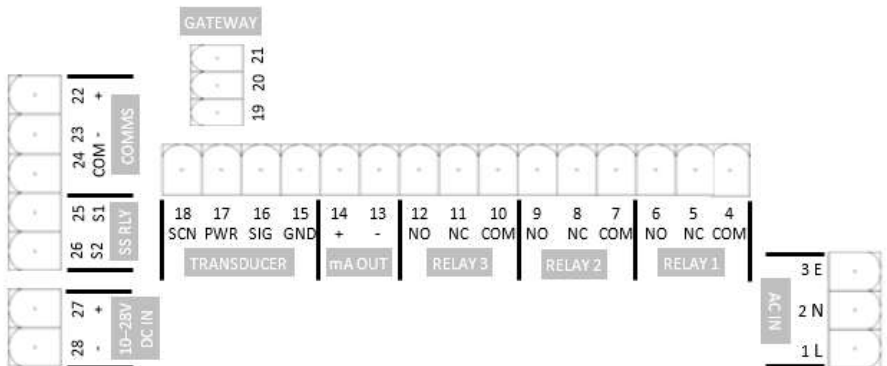 GATEWAY
21
20
19
22 +
23 -
24 COM
COMMS
25 S1
26 S2
SS RLY
27 +
28 -
10–28V
DC IN
18 17 16 15 14 13 12 11 10 9 8 7 6 5 4
SCN PWR SIG GND + - NO NC COM NO NC COM NO NC COM
TRANSDUCER mA OUT RELAY 3 RELAY 2 RELAY 1
3 E
2 N
1 L
AC IN